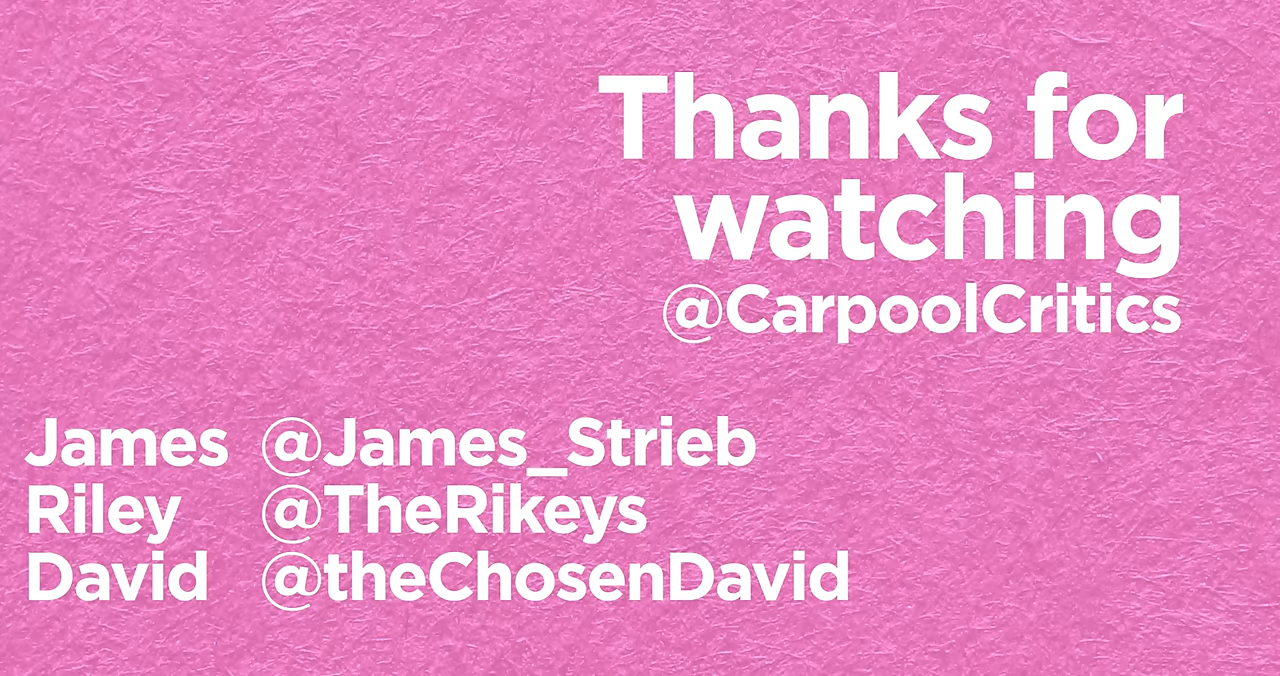 Thanks for
watching
@CarpoolCritics
James @James_Strieb
Riley @TheRikeys
David @theChosenDavid